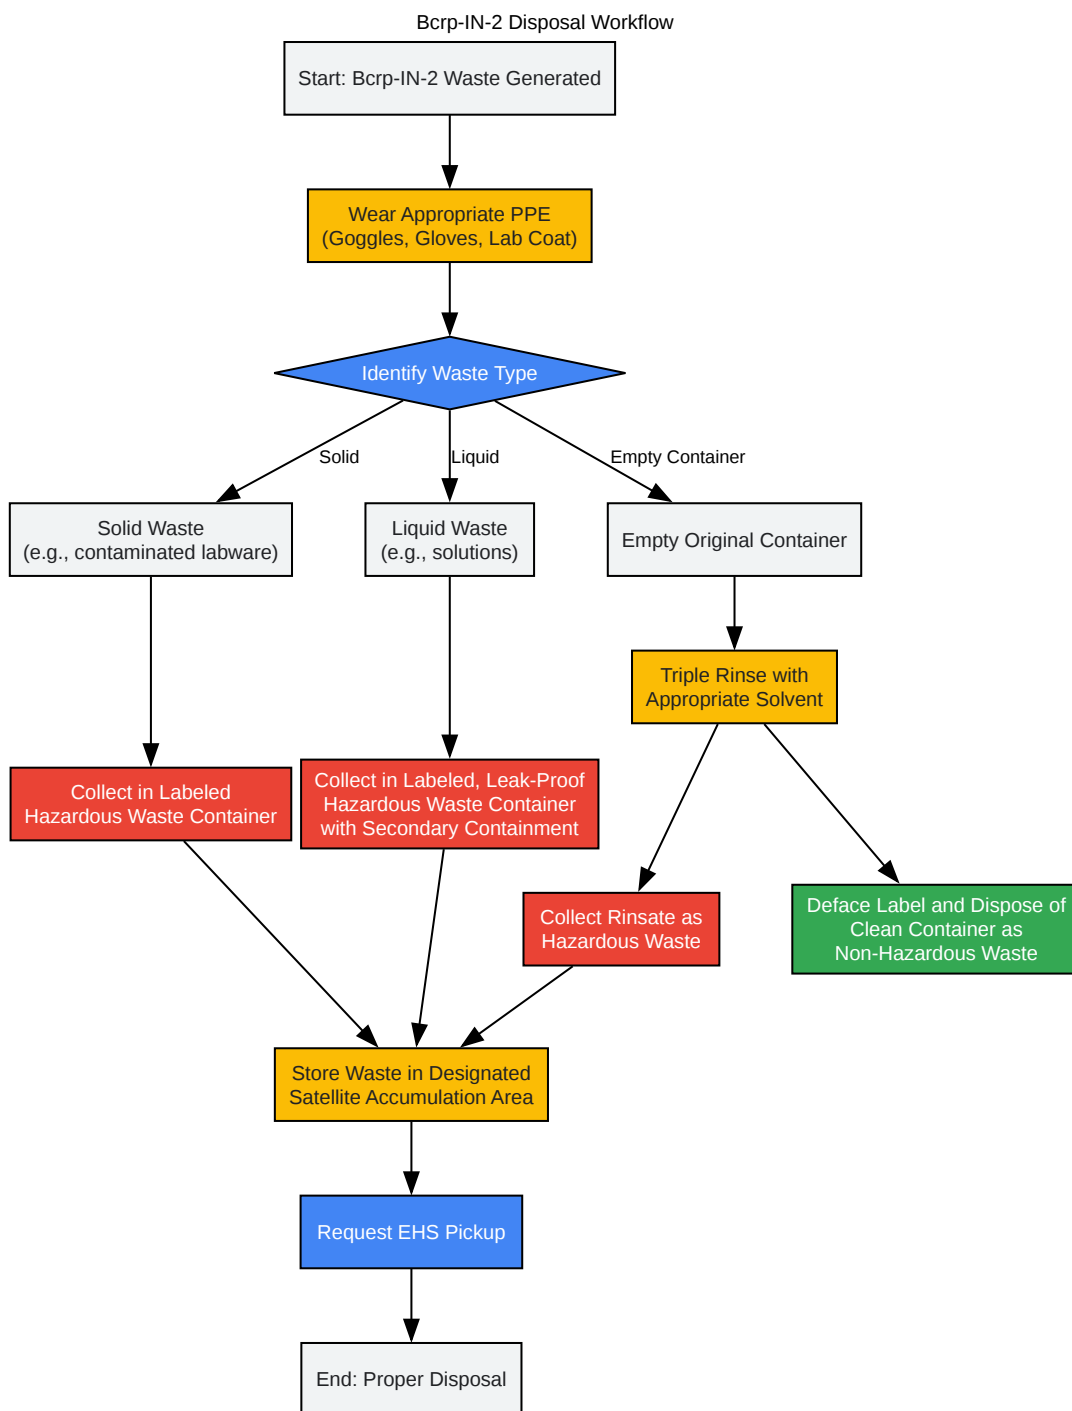 Bcrp-IN-2 Disposal Workflow
Start: Bcrp-IN-2 Waste Generated
Wear Appropriate PPE
(Goggles, Gloves, Lab Coat)
Identify Waste Type
Solid
Liquid
Empty Container
Solid Waste
(e.g., contaminated labware)
Liquid Waste
(e.g., solutions)
Empty Original Container
Triple Rinse with
Appropriate Solvent
Collect in Labeled
Hazardous Waste Container
Collect in Labeled, Leak-Proof
Hazardous Waste Container
with Secondary Containment
Collect Rinsate as
Hazardous Waste
Deface Label and Dispose of
Clean Container as
Non-Hazardous Waste
Store Waste in Designated
Satellite Accumulation Area
Request EHS Pickup
End: Proper Disposal